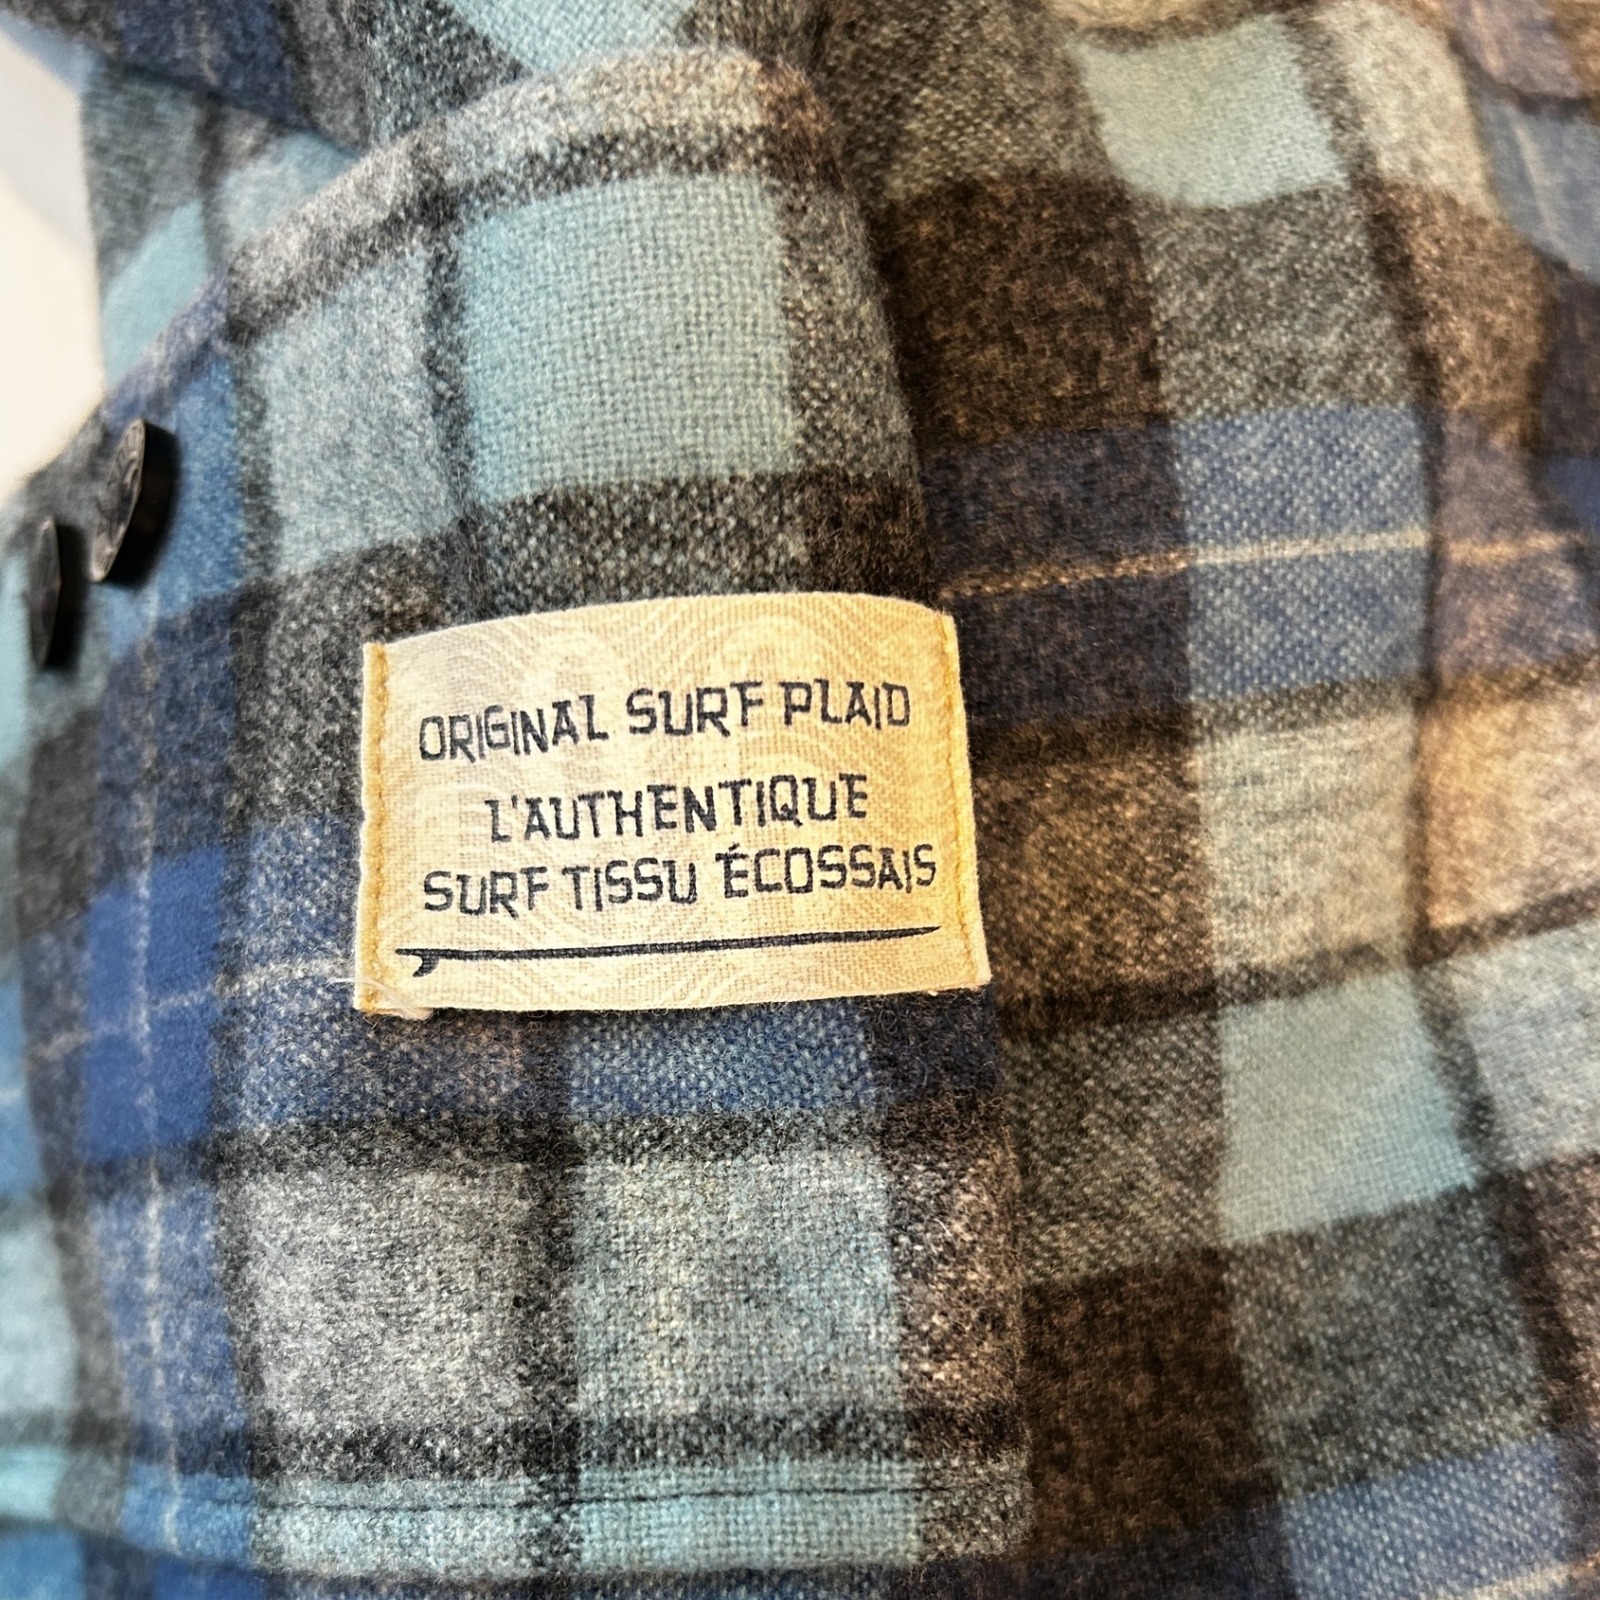 ORIGINAL SURF PLAID
L'AUTHENTIQUE
SURF TISSU ÉCOSSAIS